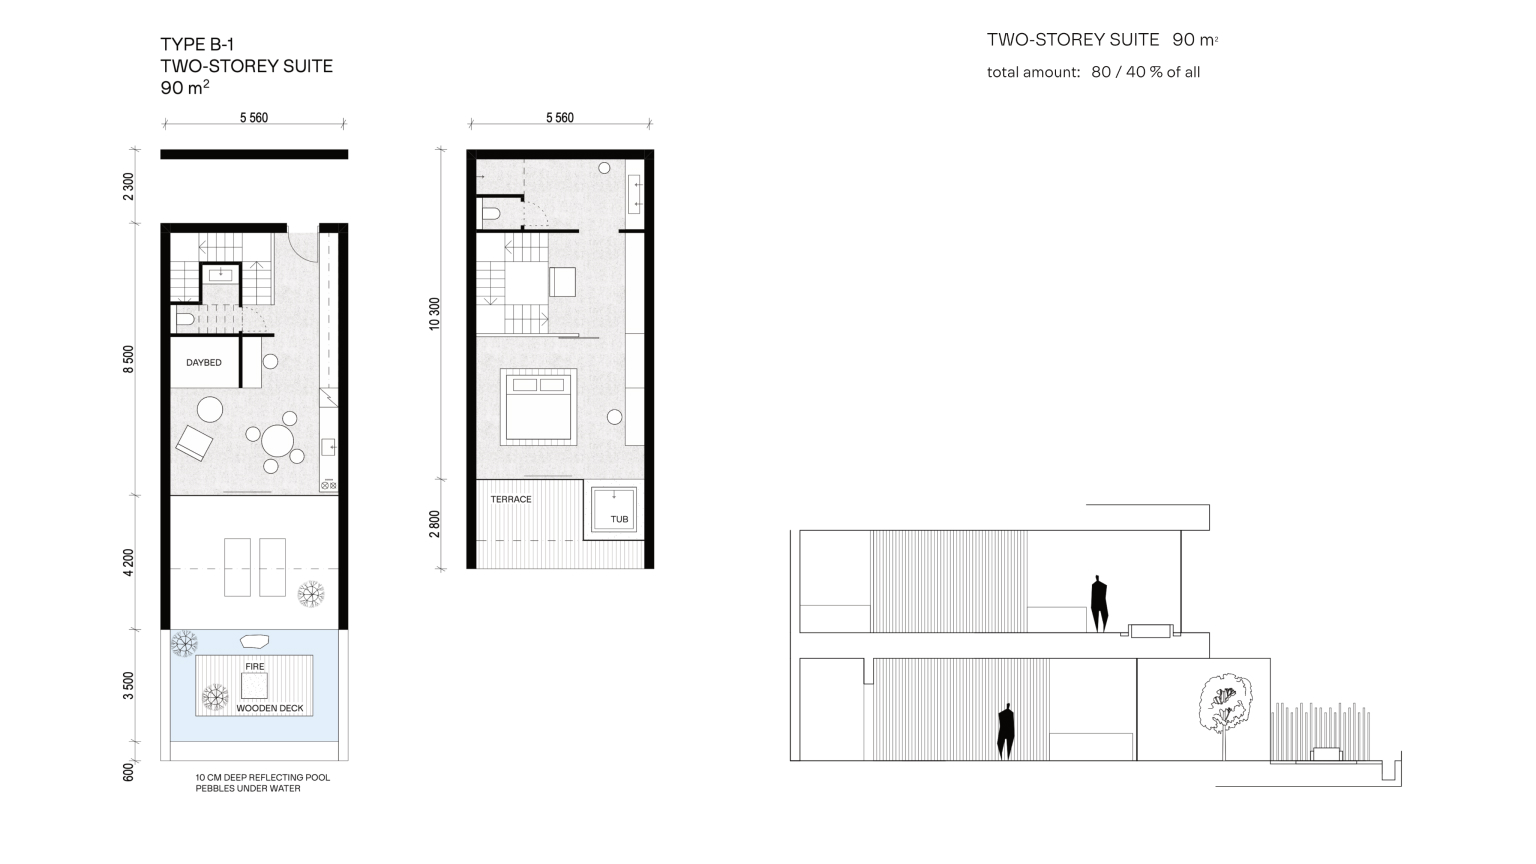 TYPE B-1
TWO-STOREY SUITE
90 m²
5 560
2 300
8 500
4 200
3 500
600
DAYBED
FIRE
WOODEN DECK
10 CM DEEP REFLECTING POOL
PEBBLES UNDER WATER
5 560
10 300
2 800
TERRACE
TUB
TWO-STOREY SUITE 90 m²
total amount: 80 / 40 % of all